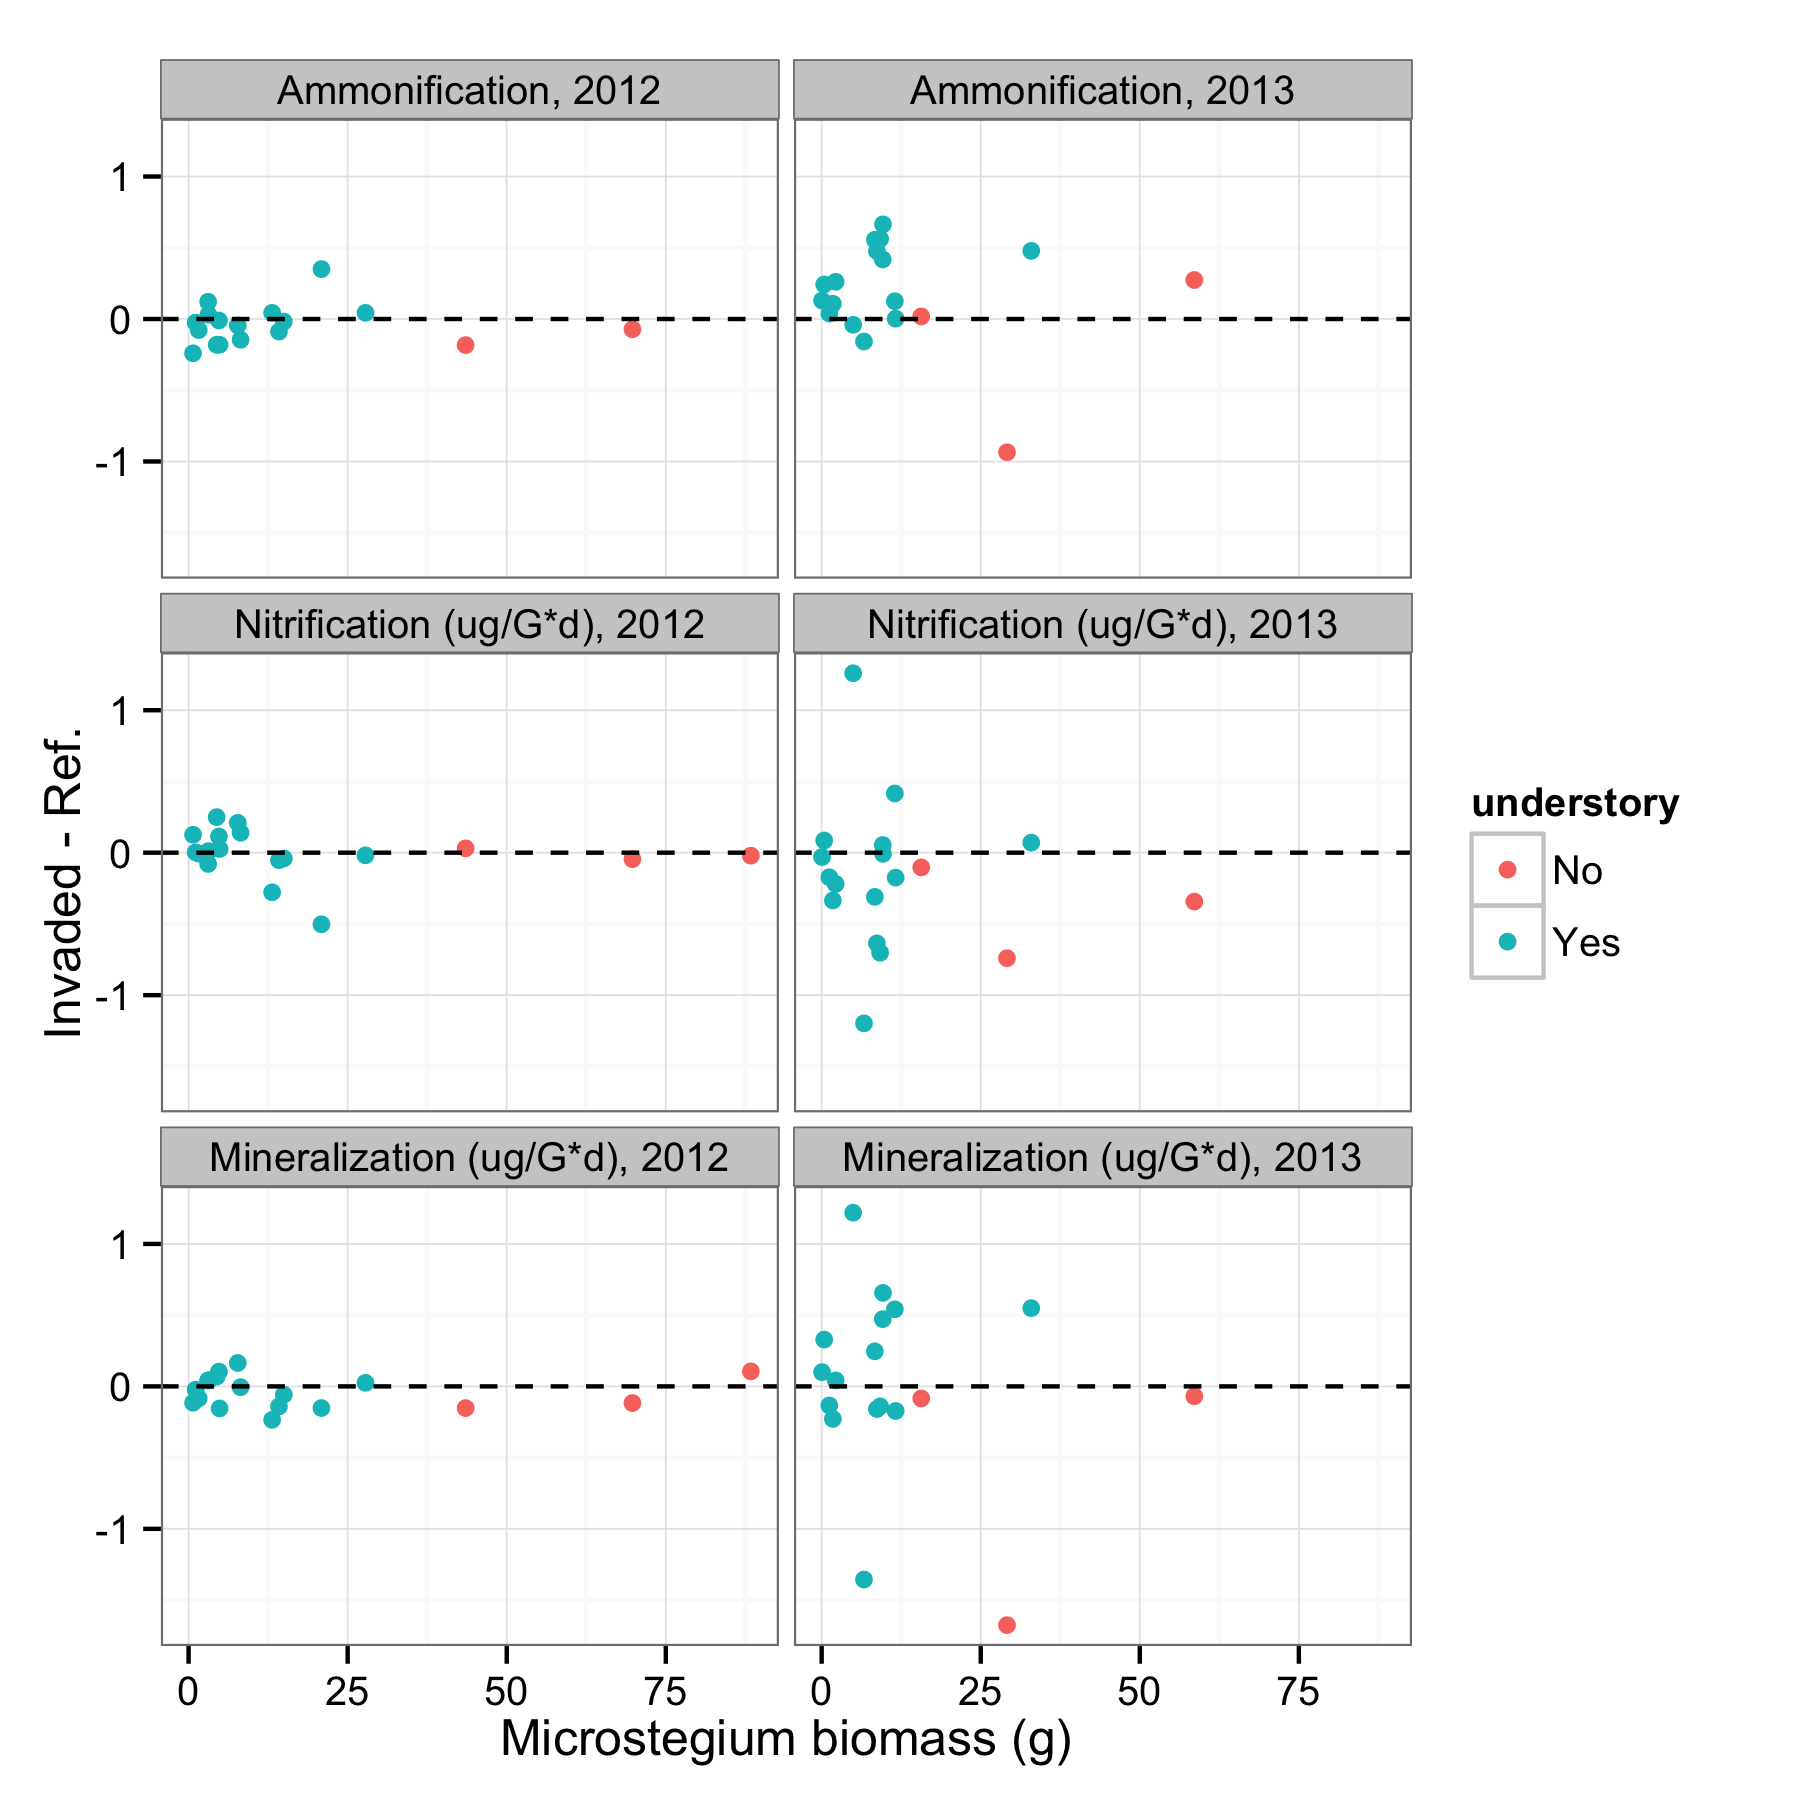 Ammonification, 2012
Ammonification, 2013
1
0
-1
Nitrification (ug/G*d), 2012
Nitrification (ug/G*d), 2013
1
0
-1
Mineralization (ug/G*d), 2012
Mineralization (ug/G*d), 2013
1
0
-1
0 25 50 75
0 25 50 75
Microstegium biomass (g)
Invaded - Ref.
understory
No
Yes